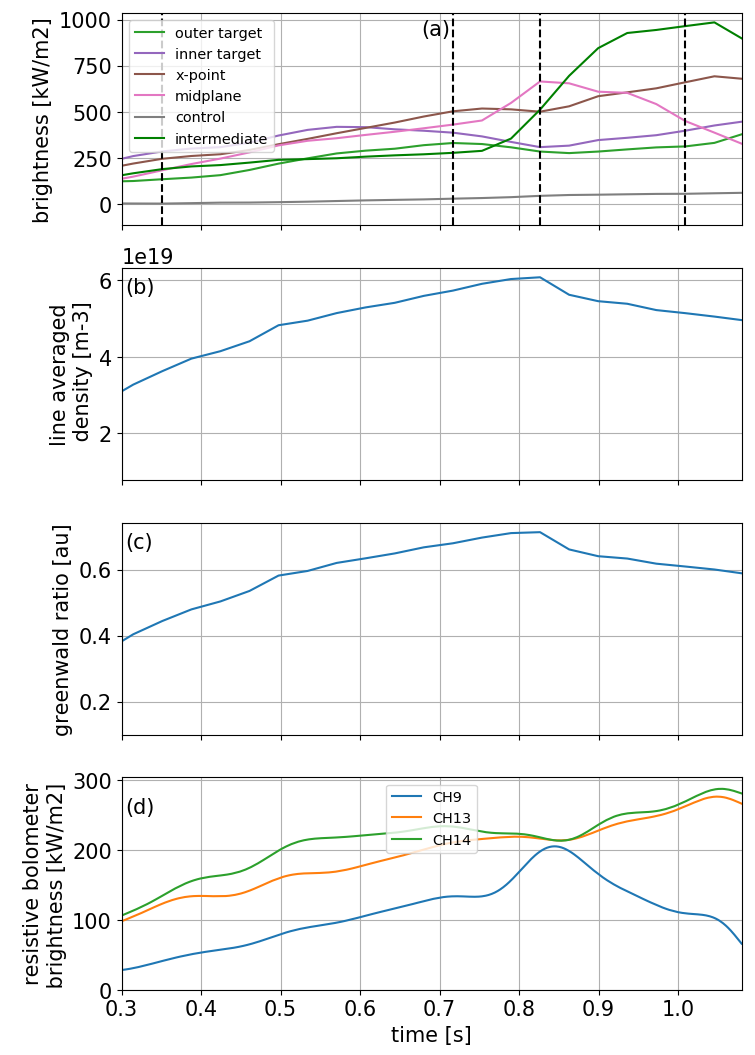 (a)
brightness [kW/m2]
1000
750
500
250
0
outer target
inner target
x-point
midplane
control
intermediate
1e19
(b)
line averaged
density [m-3]
6
4
2
(c)
greenwald ratio [au]
0.6
0.4
0.2
(d)
resistive bolometer
brightness [kW/m2]
300
200
100
0
CH9
CH13
CH14
0.3 0.4 0.5 0.6 0.7 0.8 0.9 1.0
time [s]